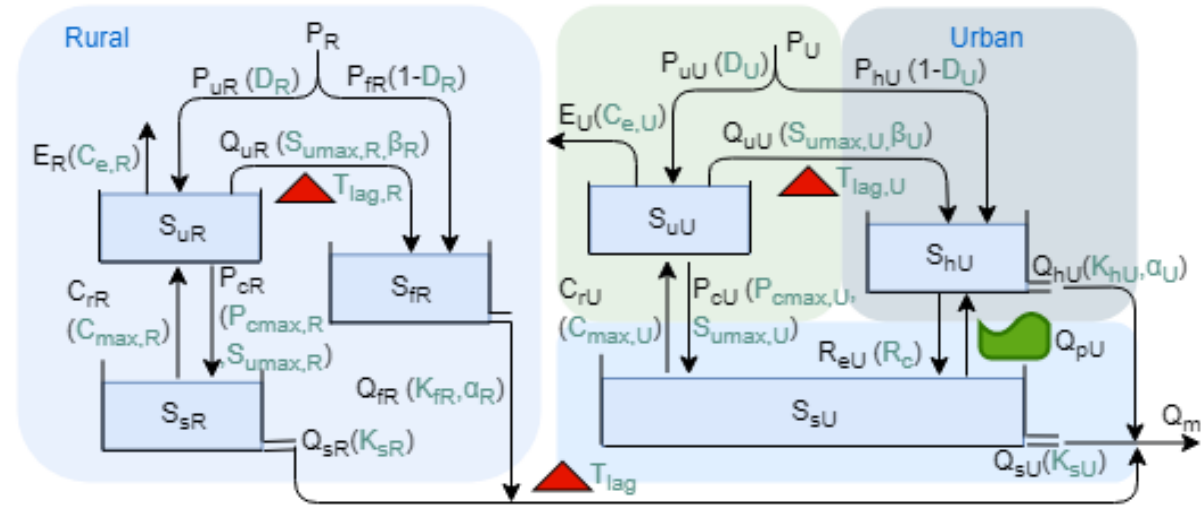 Rural
P_R
P_uR (D_R)
P_fR(1-D_R)
E_R(C_e,R)
Q_uR (S_umax,R,β_R)
T_lag,R
S_uR
S_fR
C_rR
(C_max,R)
P_cR
(P_cmax,R
,S_umax,R)
S_sR
Q_fR (K_fR,α_R)
Q_sR(K_sR)
T_lag
Urban
P_U
P_uU (D_U)
P_hU (1-D_U)
E_U(C_e,U)
Q_uU (S_umax,U,β_U)
T_lag,U
S_uU
S_hU
Q_hU(K_hU,α_U)
C_rU
(C_max,U)
P_cU (P_cmax,U,
S_umax,U)
R_eU (R_c)
Q_pU
S_sU
Q_sU(K_sU)
Q_m